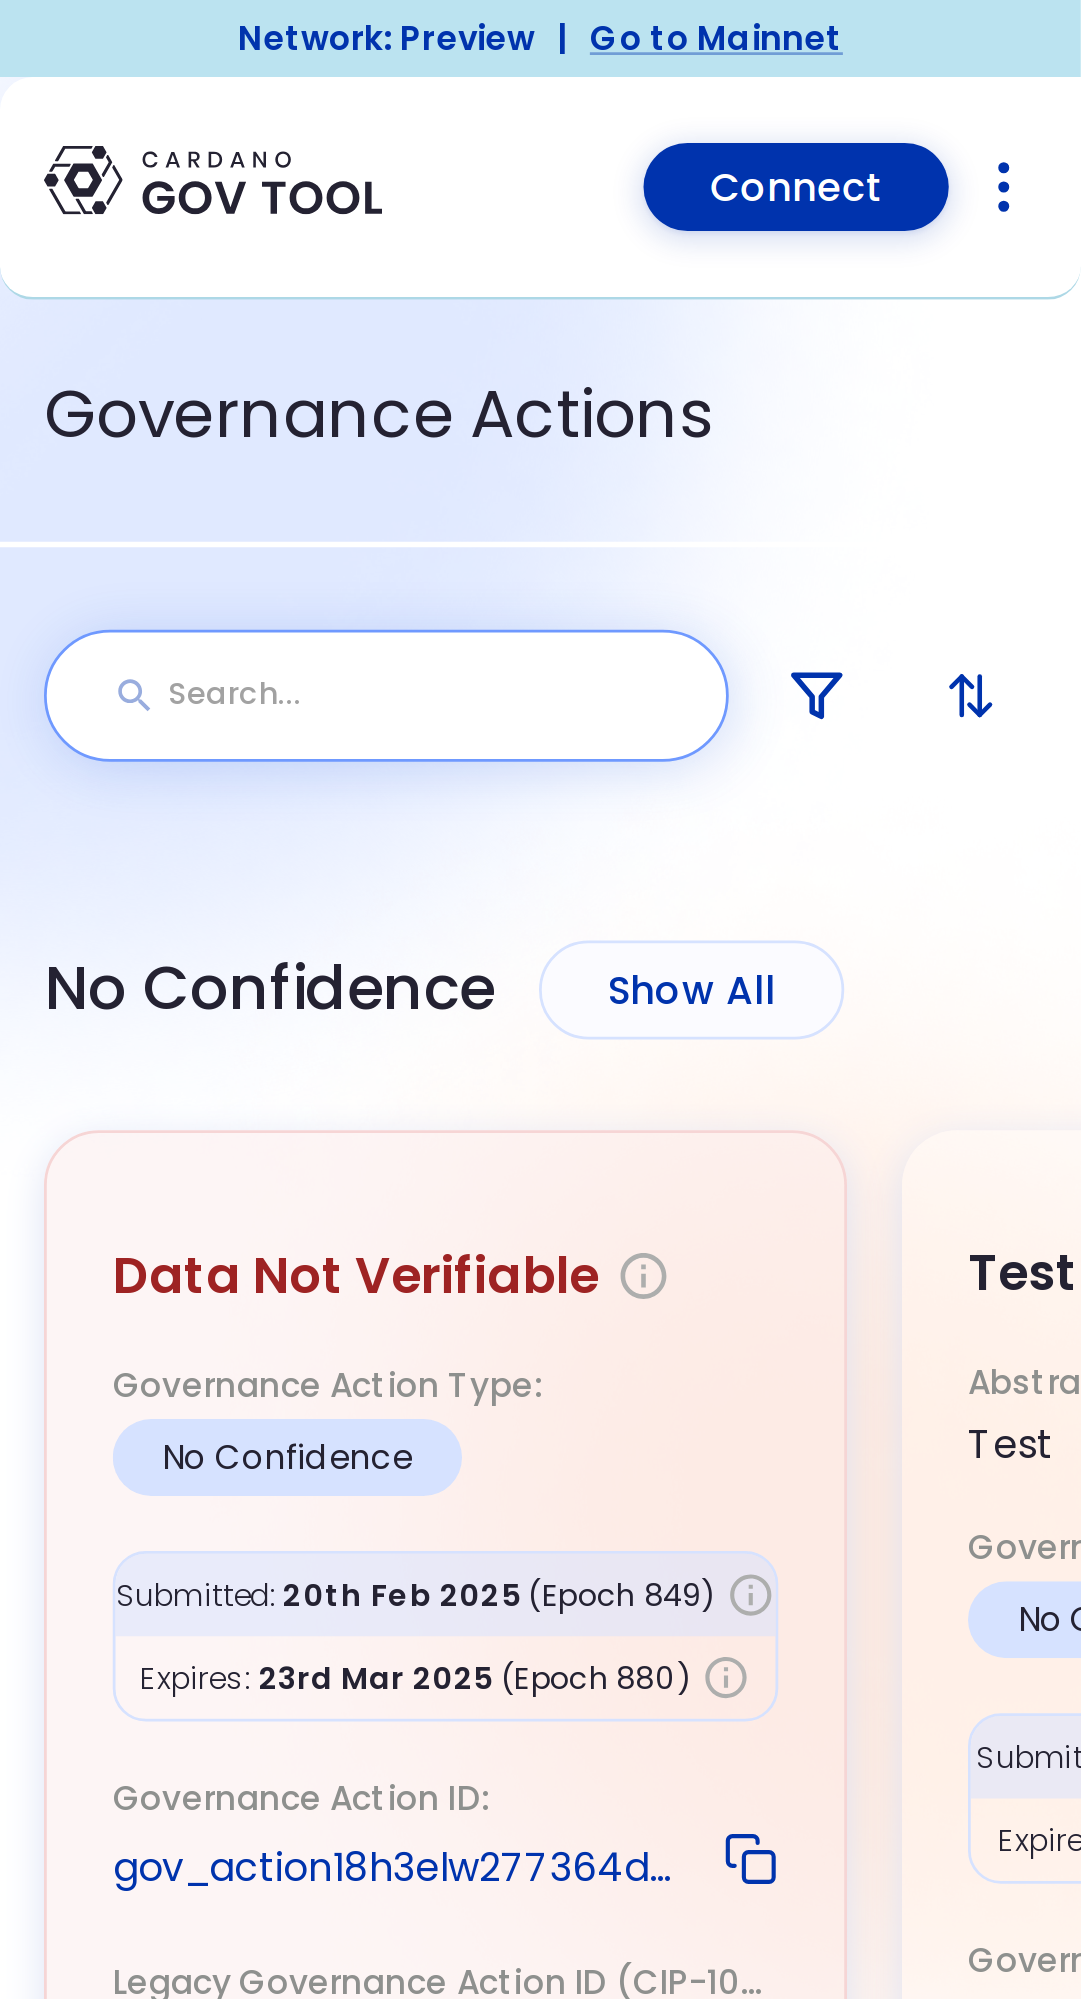 Network: Preview | Go to Mainnet
CARDANO
GOV TOOL
Connect
Governance Actions
Search...
No Confidence
Show All
Data Not Verifiable
Governance Action Type:
No Confidence
Submitted: 20th Feb 2025 (Epoch 849)
Expires: 23rd Mar 2025 (Epoch 880)
Governance Action ID:
gov_action18h3elw277364d...
Legacy Governance Action ID (CIP-10...
Test
Abstra
Test
Govern
No C
Submit
Expire
Govern